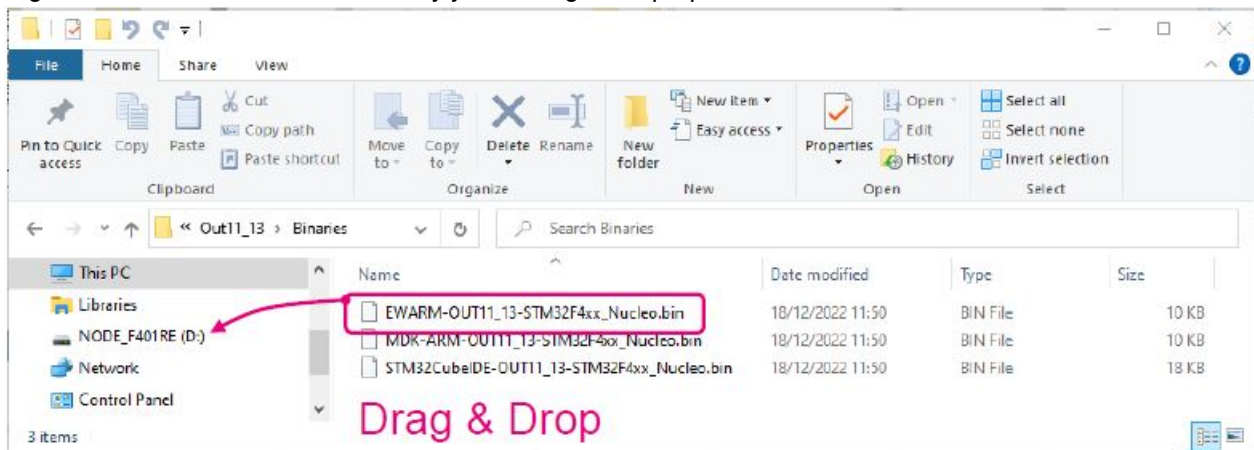 File Home Share View
Pin to Quick access
Copy
Paste
Cut
Copy path
Paste shortcut
Clipboard
Move to
Copy to
Delete
Rename
Organize
New folder
New item
Easy access
New
Properties
Open
Edit
History
Open
Select all
Select none
Invert selection
Select
« Out11_13 › Binaries
Search Binaries
This PC
Libraries
NODE_F401RE (D:)
Network
Control Panel
Name Date modified Type Size
EWARM-OUT11_13-STM32F4xx_Nucleo.bin 18/12/2022 11:50 BIN File 10 KB
MDK-ARM-OUT11_13-STM32F4xx_Nucleo.bin 18/12/2022 11:50 BIN File 10 KB
STM32CubeIDE-OUT11_13-STM32F4xx_Nucleo.bin 18/12/2022 11:50 BIN File 18 KB
Drag & Drop
3 items